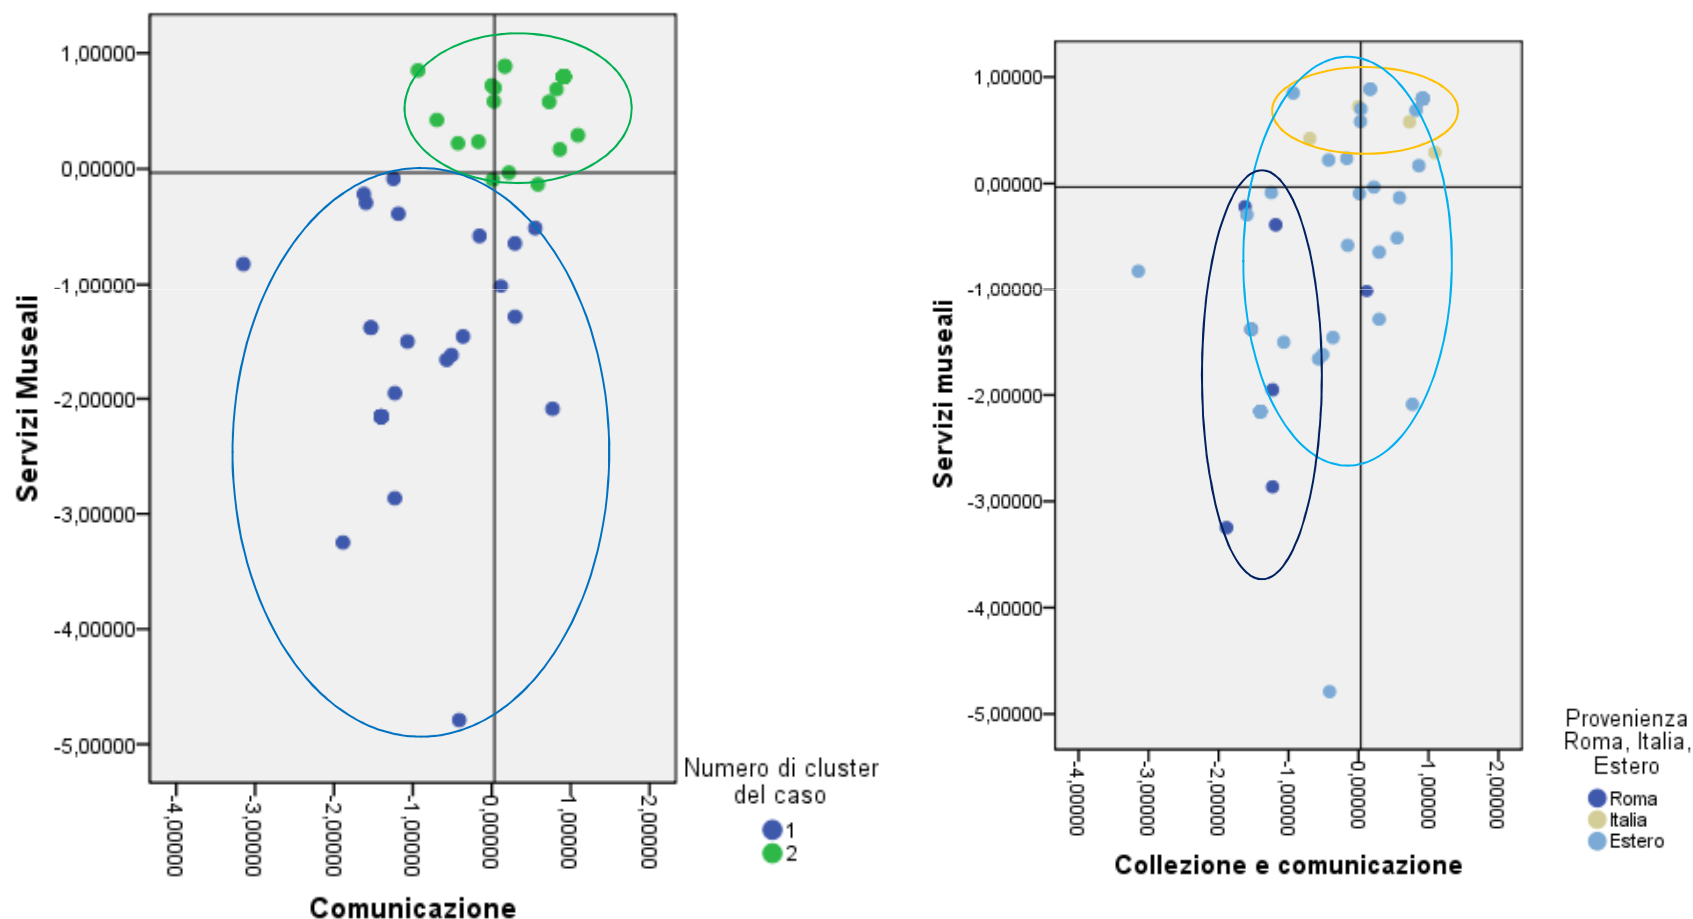 1,00000
0,00000
-1,00000
-2,00000
-3,00000
-4,00000
-5,00000
Servizi Museali
-4,00000
-3,00000
-2,00000
-1,00000
0,00000
1,00000
2,00000
Comunicazione
Numero di cluster
del caso
1
2
1,00000
0,00000
-1,00000
-2,00000
-3,00000
-4,00000
-5,00000
Servizi museali
-4,00000
-3,00000
-2,00000
-1,00000
0,00000
1,00000
2,00000
Collezione e comunicazione
Provenienza
Roma, Italia,
Estero
Roma
Italia
Estero